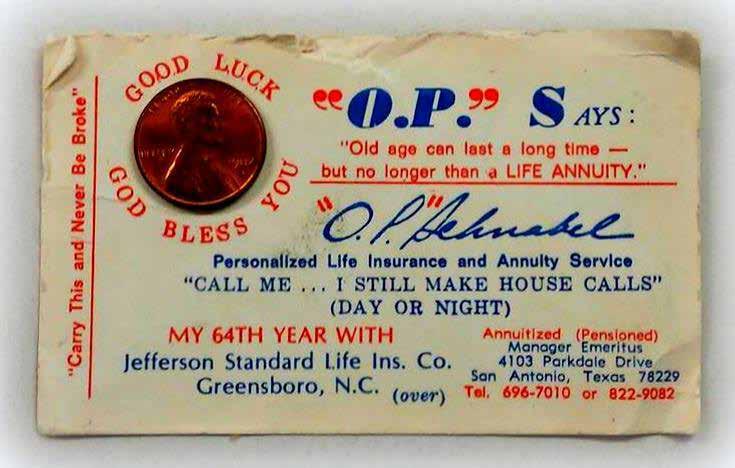 "Carry This and Never Be Broke"
GOOD LUCK
GOD BLESS YOU
"O.P." SAYS:
"Old age can last a long time —
but no longer than a LIFE ANNUITY."
"O.P." Schnabel
Personalized Life Insurance and Annuity Service
"CALL ME ... I STILL MAKE HOUSE CALLS"
(DAY OR NIGHT)
MY 64TH YEAR WITH
Jefferson Standard Life Ins. Co.
Greensboro, N.C. (over)
Annuitized (Pensioned)
Manager Emeritus
4103 Parkdale Drive
San Antonio, Texas 78229
Tel. 696-7010 or 822-9082